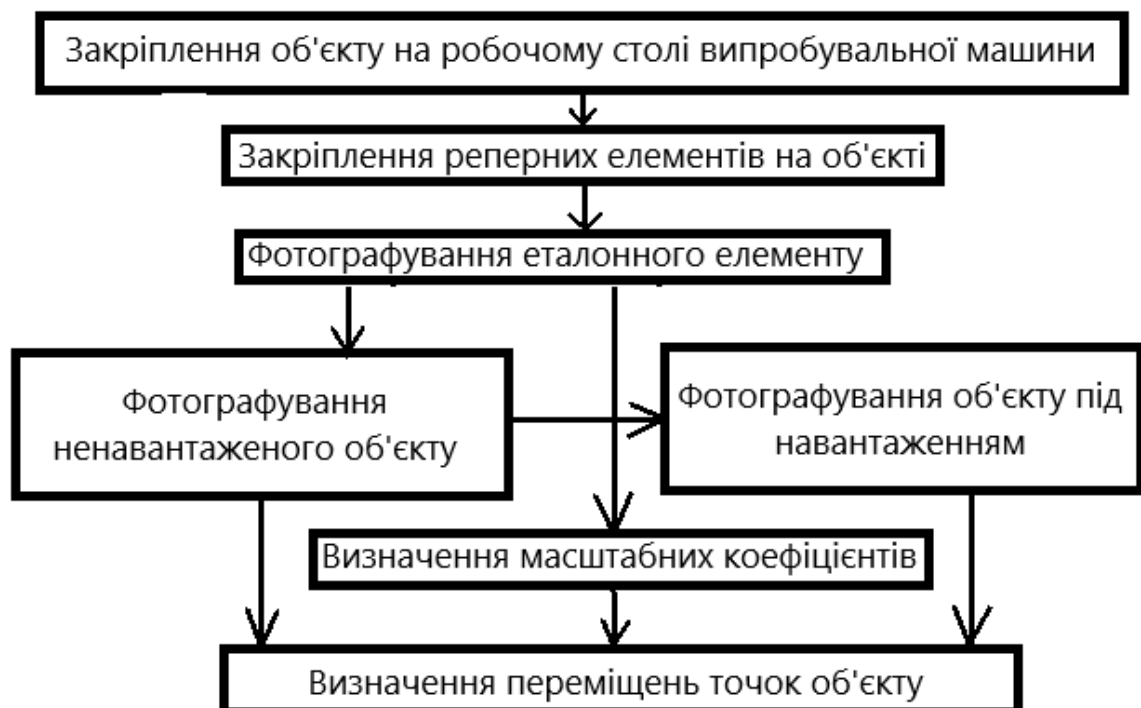 Закріплення об'єкту на робочому столі випробувальної машини
Закріплення реперних елементів на об'єкті
Фотографування еталонного елементу
Фотографування
ненавантаженого об'єкту
Фотографування об'єкту під
навантаженням
Визначення масштабних коефіцієнтів
Визначення переміщень точок об'єкту